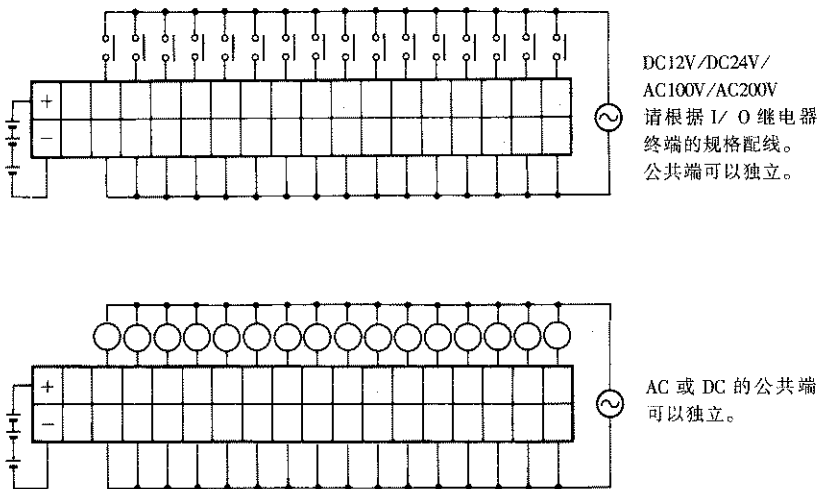 DC12V/DC24V/
AC100V/AC200V
请根据 I/ O 继电器
终端的规格配线。
公共端可以独立。
+
−
AC 或 DC 的公共端
可以独立。
+
−